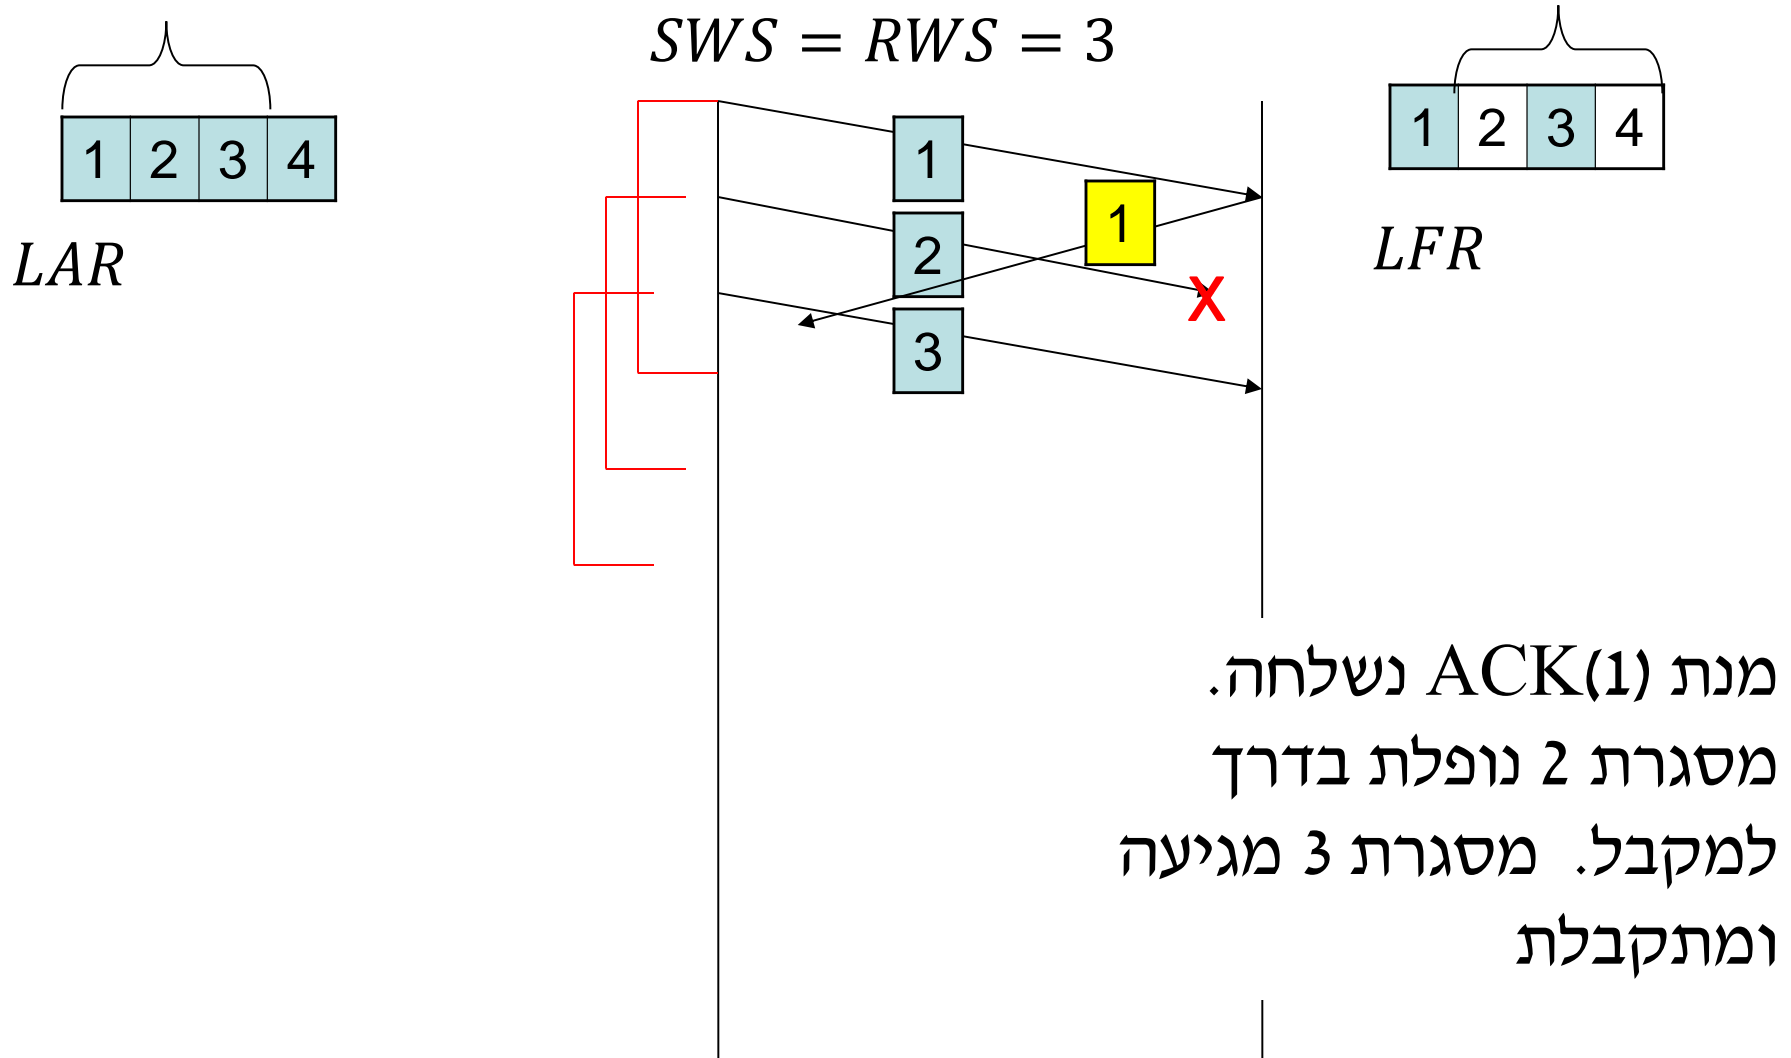 SWS = RWS = 3
1 2 3 4
LAR
1 2 3 4
LFR
1
1
2
X
3
מנת ACK(1) נשלחה.
מסגרת 2 נופלת בדרך
למקבל. מסגרת 3 מגיעה
ומתקבלת